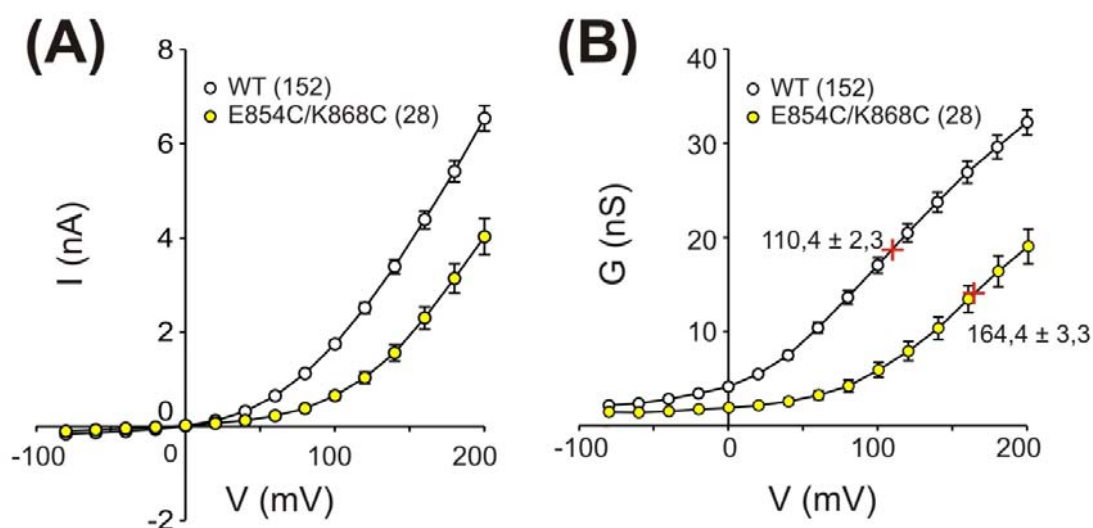 (A)
8
6
4
2
0
-2
I (nA)
WT (152)
E854C/K868C (28)
-100
0
100
200
V (mV)
(B)
40
30
20
10
G (nS)
WT (152)
E854C/K868C (28)
110,4 ± 2,3
164,4 ± 3,3
-100
0
100
200
V (mV)